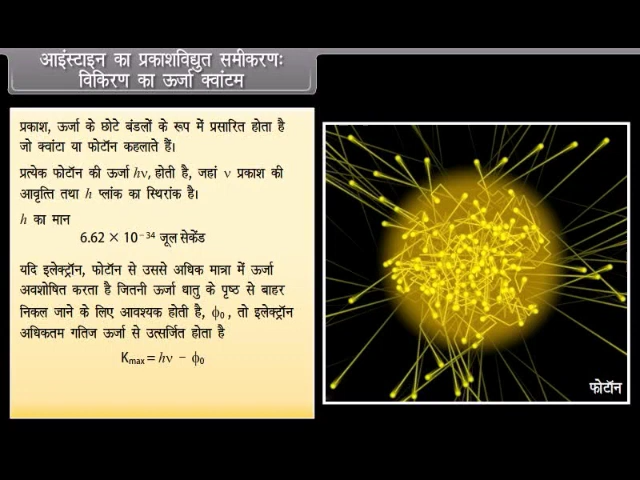 आइंस्टाइन का प्रकाशविद्युत समीकरणः
विकिरण का ऊर्जा क्वांटम
प्रकाश, ऊर्जा के छोटे बंडलों के रूप में प्रसारित होता है
जो क्वांटा या फोटॉन कहलाते हैं।
प्रत्येक फोटॉन की ऊर्जा hν, होती है, जहां ν प्रकाश की
आवृत्ति तथा h प्लांक का स्थिरांक है।
h का मान
6.62 × 10⁻³⁴ जूल सेकेंड
यदि इलेक्ट्रॉन, फोटॉन से उससे अधिक मात्रा में ऊर्जा
अवशोषित करता है जितनी ऊर्जा धातु के पृष्ठ से बाहर
निकल जाने के लिए आवश्यक होती है, ϕ₀, तो इलेक्ट्रॉन
अधिकतम गतिज ऊर्जा से उत्सर्जित होता है
Kₘₐₓ = hν − ϕ₀
फोटॉन